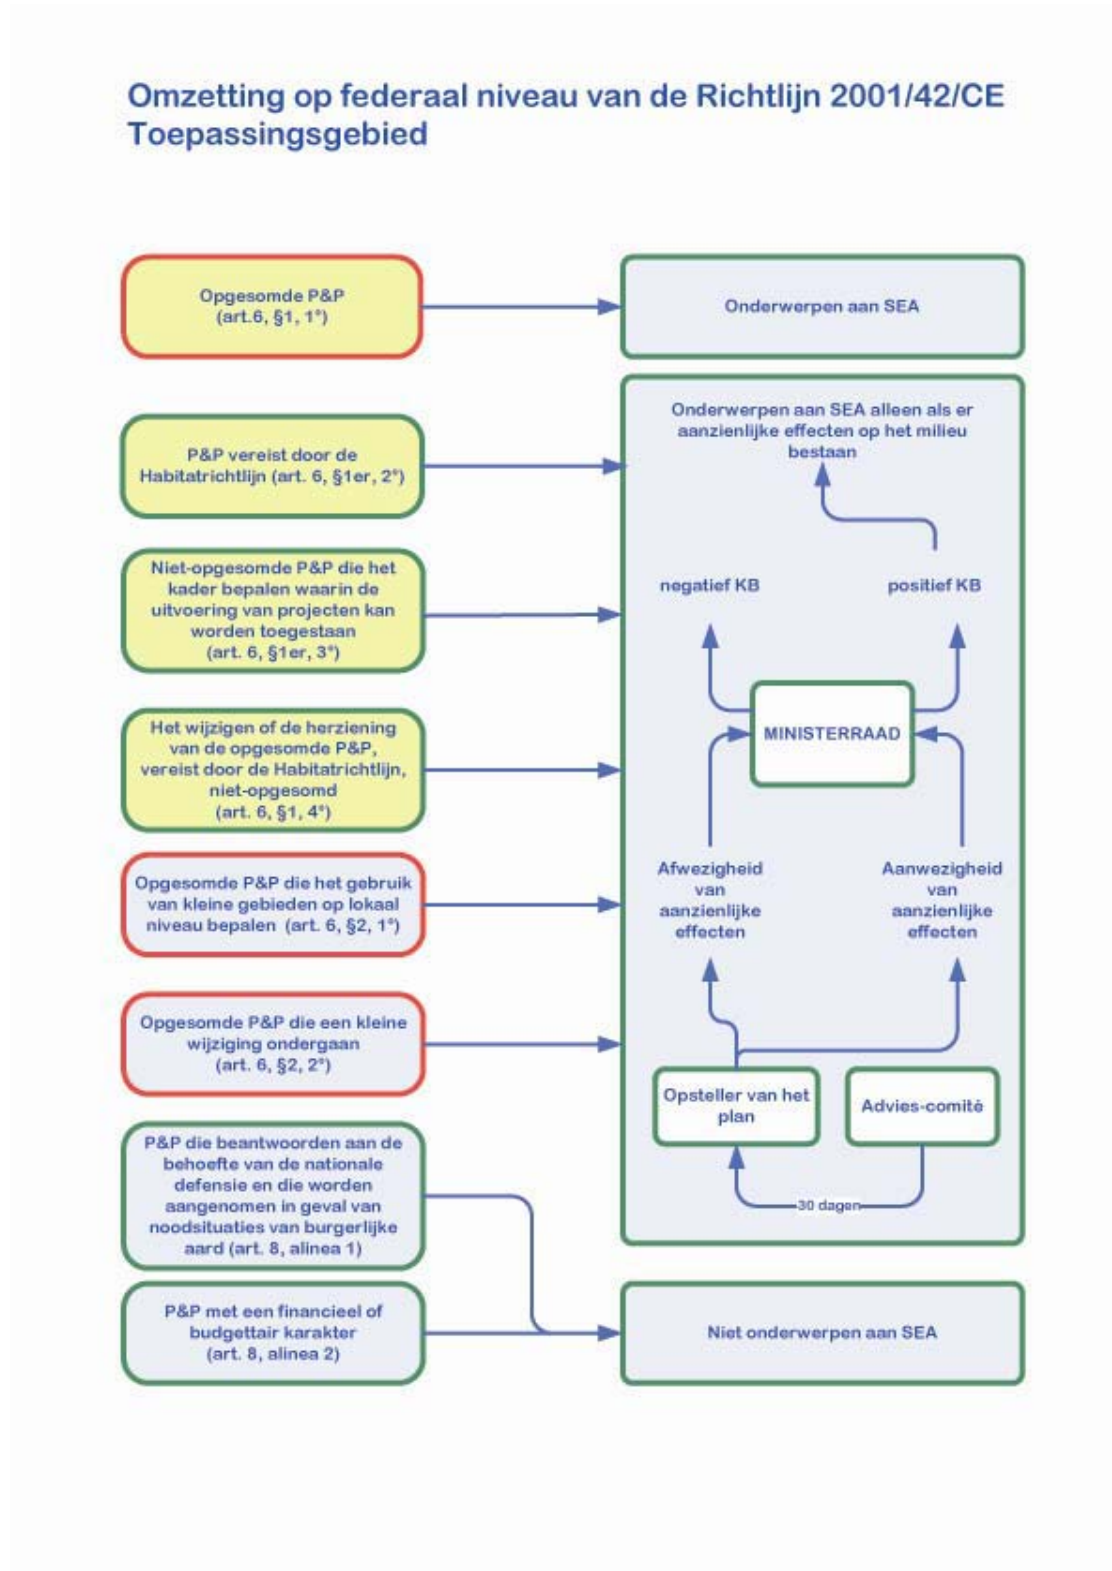 Omzetting op federaal niveau van de Richtlijn 2001/42/CE
Toepassingsgebied
Opgesomde P&P
(art.6, §1, 1°)
Onderwerpen aan SEA
P&P vereist door de
Habitatrichtlijn (art. 6, §1er, 2°)
Niet-opgesomde P&P die het
kader bepalen waarin de
uitvoering van projecten kan
worden toegestaan
(art. 6, §1er, 3°)
Het wijzigen of de herziening
van de opgesomde P&P,
vereist door de Habitatrichtlijn,
niet-opgesomd
(art. 6, §1, 4°)
Opgesomde P&P die het gebruik
van kleine gebieden op lokaal
niveau bepalen (art. 6, §2, 1°)
Opgesomde P&P die een kleine
wijziging ondergaan
(art. 6, §2, 2°)
Onderwerpen aan SEA alleen als er
aanzienlijke effecten op het milieu
bestaan
negatief KB
positief KB
MINISTERRAAD
Afwezigheid
van
aanzienlijke
effecten
Aanwezigheid
van
aanzienlijke
effecten
Opsteller van het
plan
Advies-comité
30 dagen
P&P die beantwoorden aan de
behoefte van de nationale
defensie en die worden
aangenomen in geval van
noodsituaties van burgerlijke
aard (art. 8, alinea 1)
P&P met een financieel of
budgettair karakter
(art. 8, alinea 2)
Niet onderwerpen aan SEA